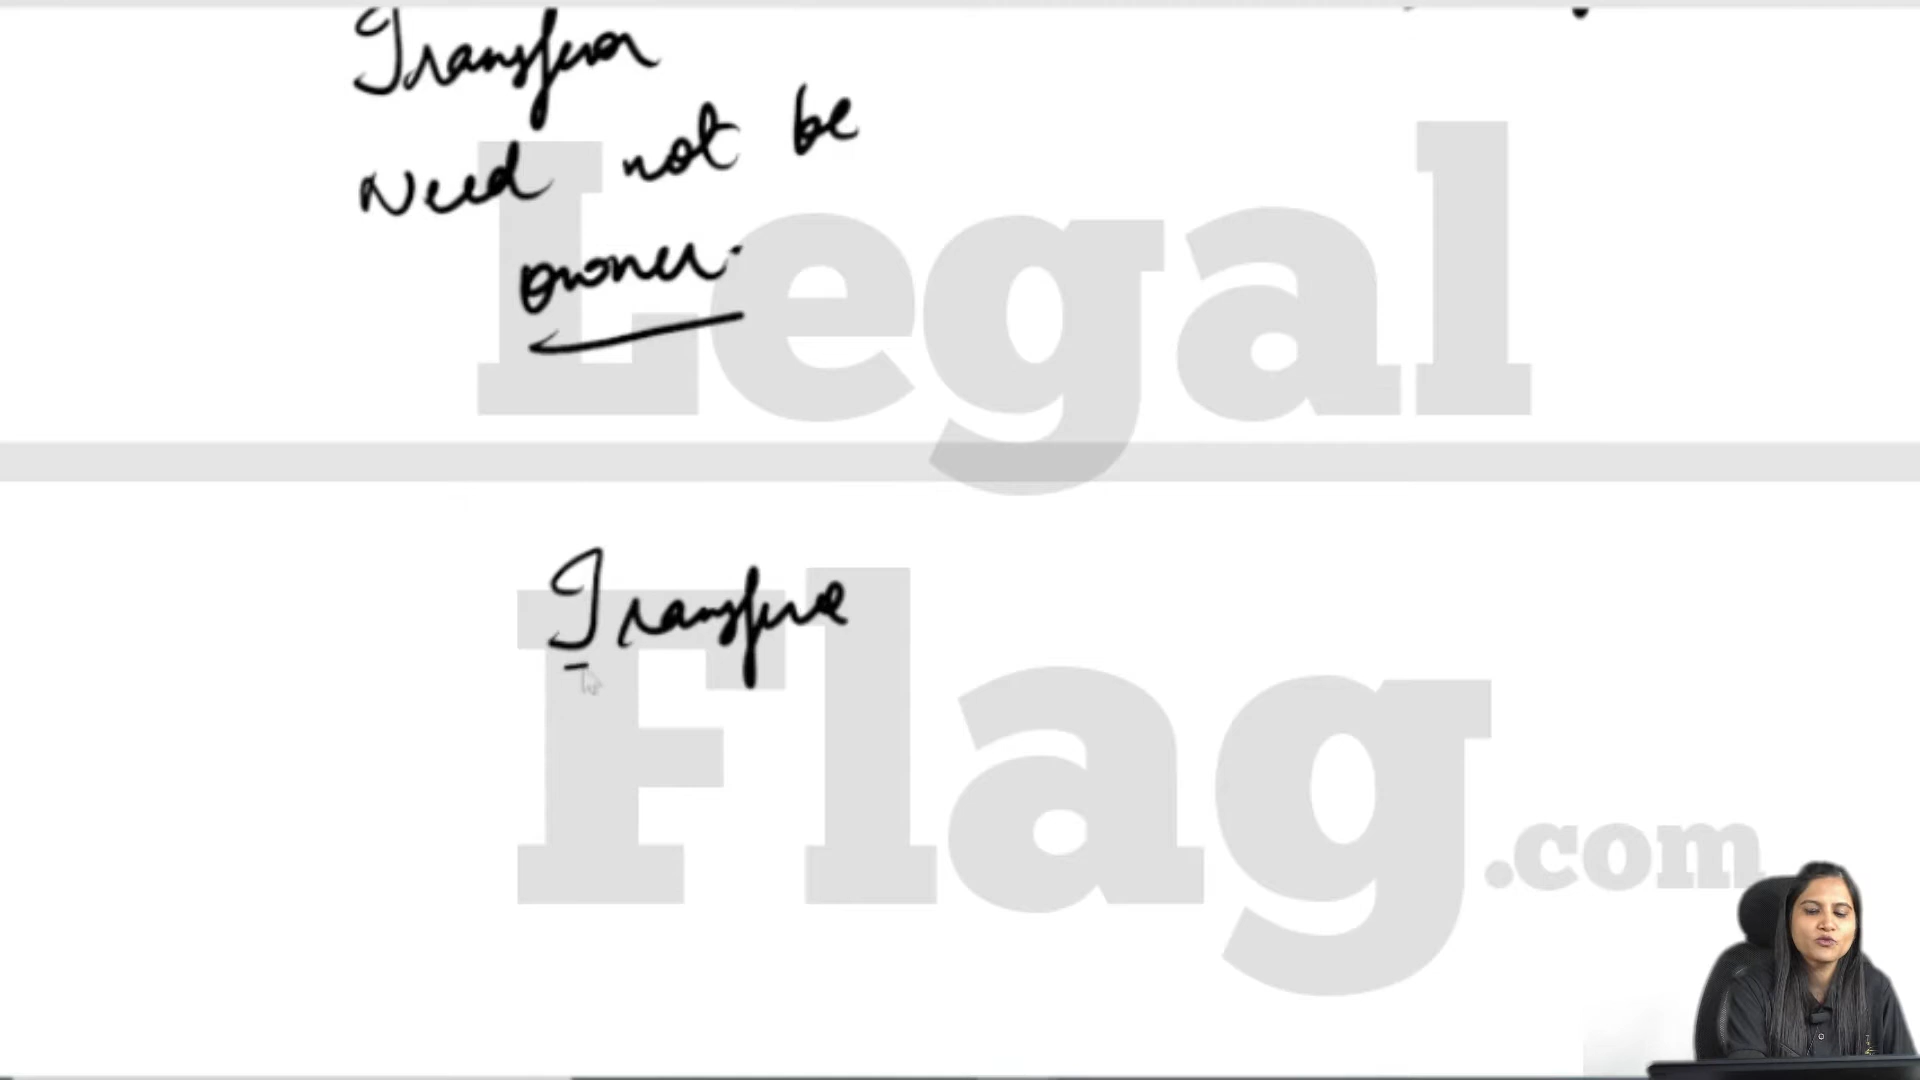 Transferor
Need not be
owner.
Legal
Transferee
Flag.com